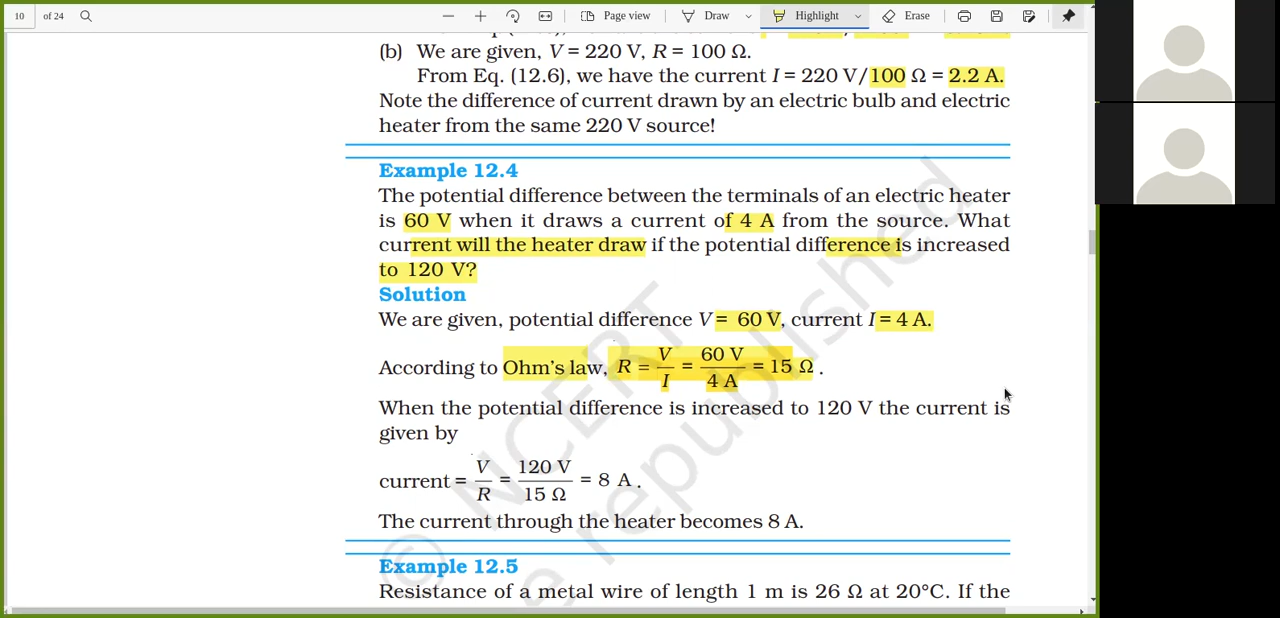 10 of 24 Page view Draw Highlight Erase
(b) We are given, V = 220 V, R = 100 Ω.
From Eq. (12.6), we have the current I = 220 V/100 Ω = 2.2 A.
Note the difference of current drawn by an electric bulb and electric
heater from the same 220 V source!
Example 12.4
The potential difference between the terminals of an electric heater
is 60 V when it draws a current of 4 A from the source. What
current will the heater draw if the potential difference is increased
to 120 V?
Solution
We are given, potential difference V = 60 V, current I = 4 A.
According to Ohm's law, R = V/I = 60 V/4 A = 15 Ω .
When the potential difference is increased to 120 V the current is
given by
current = V/R = 120 V/15 Ω = 8 A .
The current through the heater becomes 8 A.
Example 12.5
Resistance of a metal wire of length 1 m is 26 Ω at 20°C. If the
© NCERT
e republished